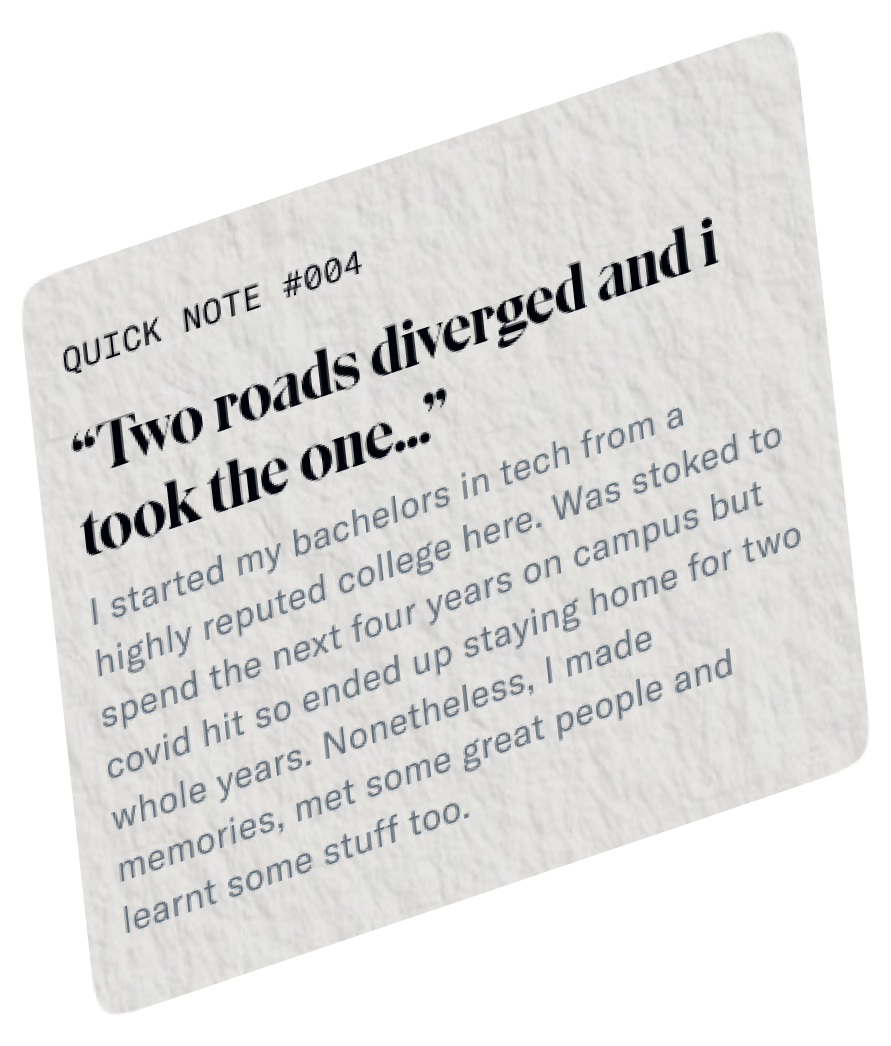 QUICK NOTE #004
“Two roads diverged and i
took the one...”
I started my bachelors in tech from a
highly reputed college here. Was stoked to
spend the next four years on campus but
covid hit so ended up staying home for two
whole years. Nonetheless, I made
memories, met some great people and
learnt some stuff too.